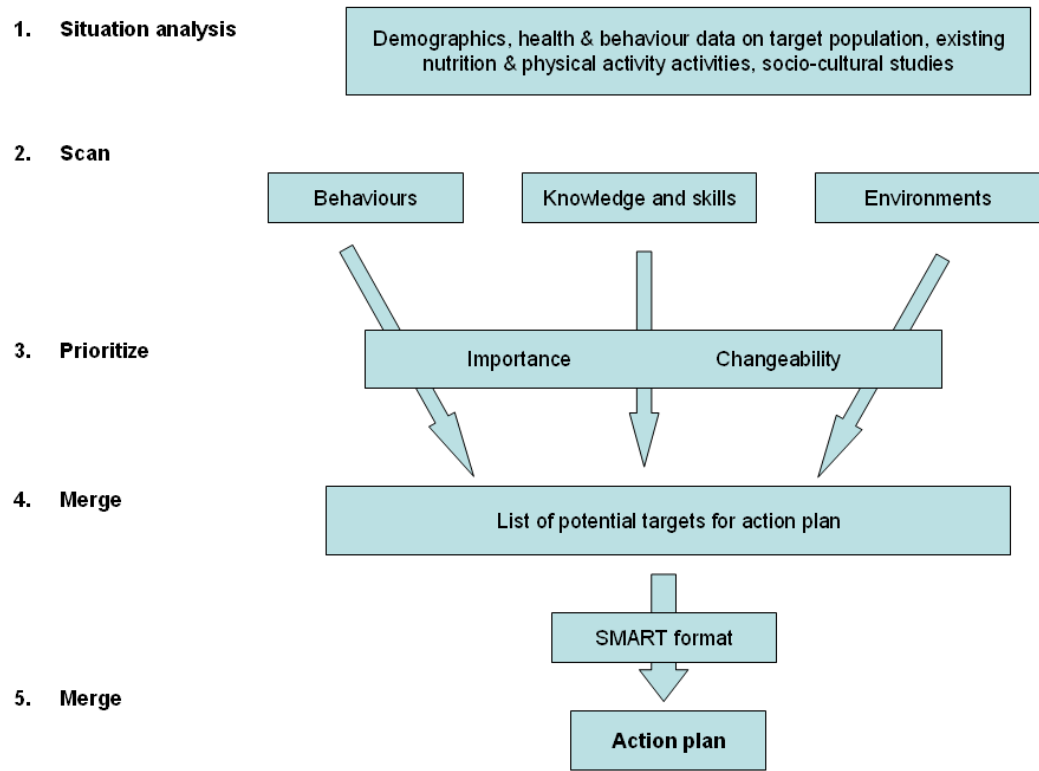 1. Situation analysis
Demographics, health & behaviour data on target population, existing
nutrition & physical activity activities, socio-cultural studies
2. Scan
Behaviours
Knowledge and skills
Environments
3. Prioritize
Importance
Changeability
4. Merge
List of potential targets for action plan
SMART format
5. Merge
Action plan